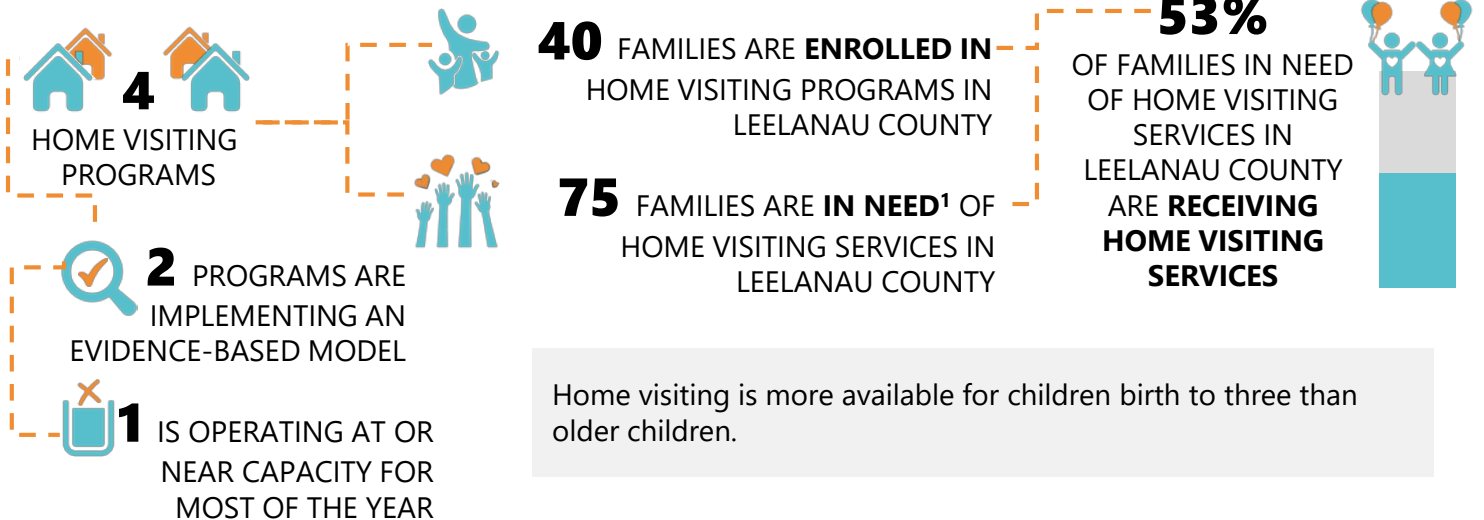 4
HOME VISITING
PROGRAMS
2 PROGRAMS ARE
IMPLEMENTING AN
EVIDENCE-BASED MODEL
1 IS OPERATING AT OR
NEAR CAPACITY FOR
MOST OF THE YEAR
40 FAMILIES ARE ENROLLED IN
HOME VISITING PROGRAMS IN
LEELANAU COUNTY
75 FAMILIES ARE IN NEED¹ OF
HOME VISITING SERVICES IN
LEELANAU COUNTY
53%
OF FAMILIES IN NEED
OF HOME VISITING
SERVICES IN
LEELANAU COUNTY
ARE RECEIVING
HOME VISITING
SERVICES
Home visiting is more available for children birth to three than
older children.